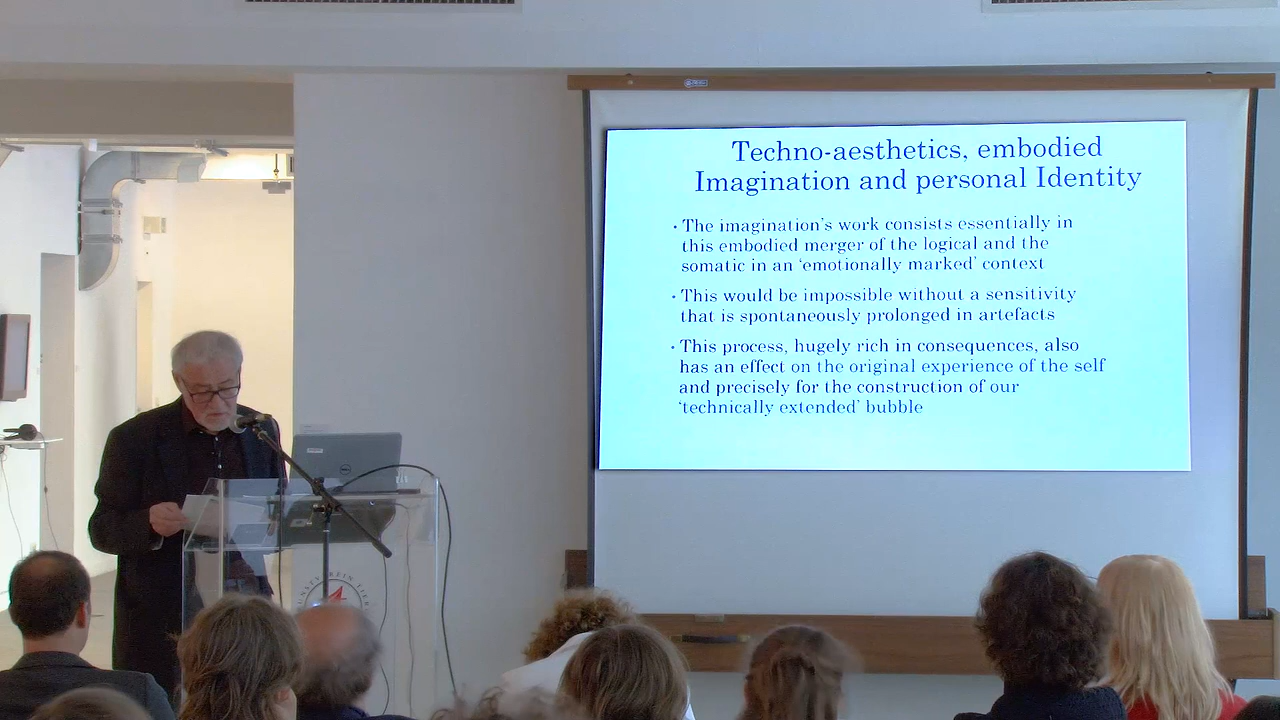 Techno-aesthetics, embodied
Imagination and personal Identity
• The imagination's work consists essentially in
this embodied merger of the logical and the
somatic in an 'emotionally marked' context
• This would be impossible without a sensitivity
that is spontaneously prolonged in artefacts
• This process, hugely rich in consequences, also
has an effect on the original experience of the self
and precisely for the construction of our
'technically extended' bubble